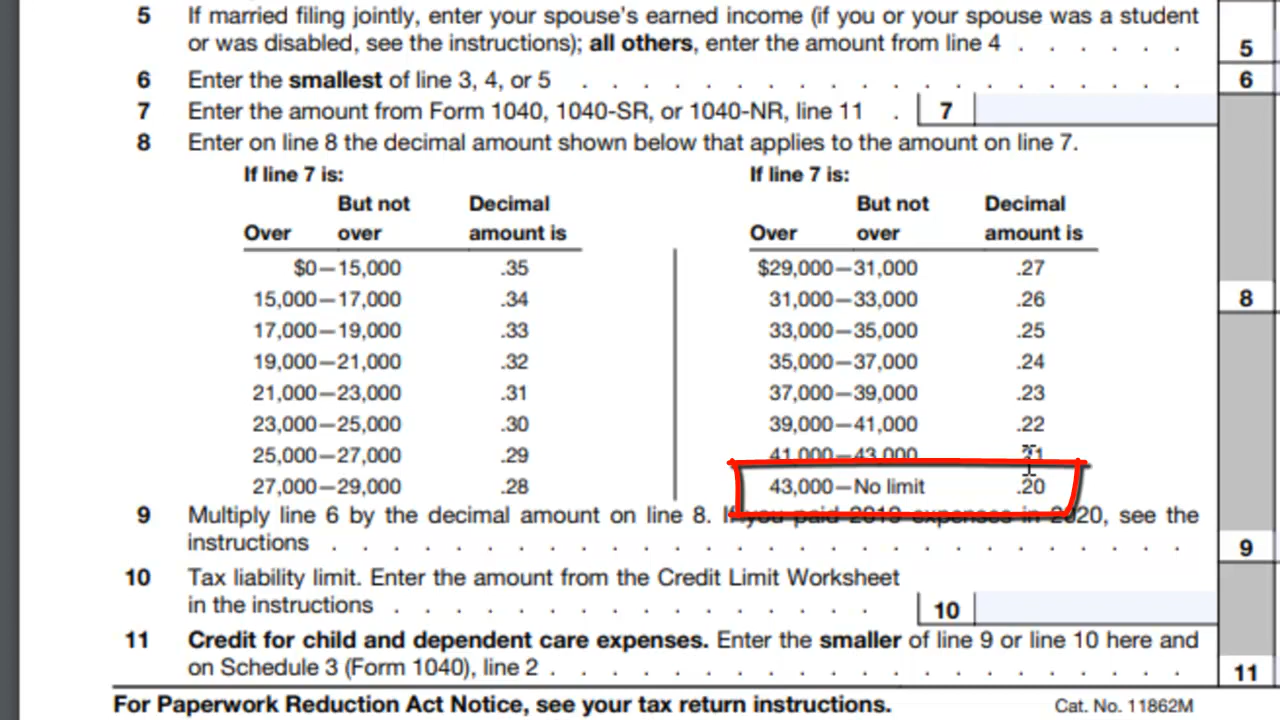 5 If married filing jointly, enter your spouse's earned income (if you or your spouse was a student
or was disabled, see the instructions); all others, enter the amount from line 4 . . . . . . 5
6 Enter the smallest of line 3, 4, or 5 . . . . . . . . . . . . . . . . . . 6
7 Enter the amount from Form 1040, 1040-SR, or 1040-NR, line 11 . 7
8 Enter on line 8 the decimal amount shown below that applies to the amount on line 7.
If line 7 is:
But not Decimal
Over over amount is
$0—15,000 .35
15,000—17,000 .34
17,000—19,000 .33
19,000—21,000 .32
21,000—23,000 .31
23,000—25,000 .30
25,000—27,000 .29
27,000—29,000 .28
If line 7 is:
But not Decimal
Over over amount is
$29,000—31,000 .27
31,000—33,000 .26
33,000—35,000 .25
35,000—37,000 .24
37,000—39,000 .23
39,000—41,000 .22
41,000—43,000 .21
43,000—No limit .20
8
9 Multiply line 6 by the decimal amount on line 8. If you paid 2019 expenses in 2020, see the
instructions . . . . . . . . . . . . . . . . . . . . . . . . . . 9
10 Tax liability limit. Enter the amount from the Credit Limit Worksheet
in the instructions . . . . . . . . . . . . . . . 10
11 Credit for child and dependent care expenses. Enter the smaller of line 9 or line 10 here and
on Schedule 3 (Form 1040), line 2 . . . . . . . . . . . . . . . . . . . 11
For Paperwork Reduction Act Notice, see your tax return instructions. Cat. No. 11862M